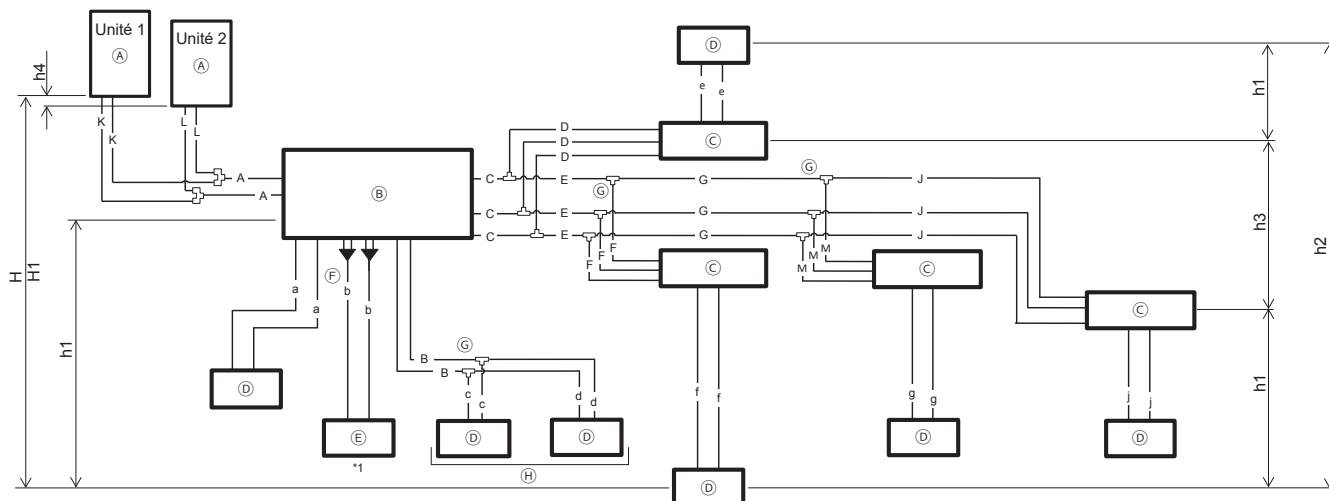 Unité 1
Ⓐ
Unité 2
Ⓐ
h4
K
K
L
L
A
A
H
H1
h1
Ⓑ
a
a
Ⓕ
b
b
Ⓓ
Ⓔ
*1
B
B
Ⓖ
c
c
d
d
Ⓓ
Ⓓ
Ⓗ
C
C
C
D
D
D
E
E
E
Ⓓ
e
e
Ⓒ
Ⓖ
F
F
F
G
G
G
Ⓖ
J
J
J
M
M
M
Ⓒ
Ⓒ
Ⓒ
f
f
g
g
j
j
Ⓓ
Ⓓ
Ⓓ
h1
h3
h1
h2